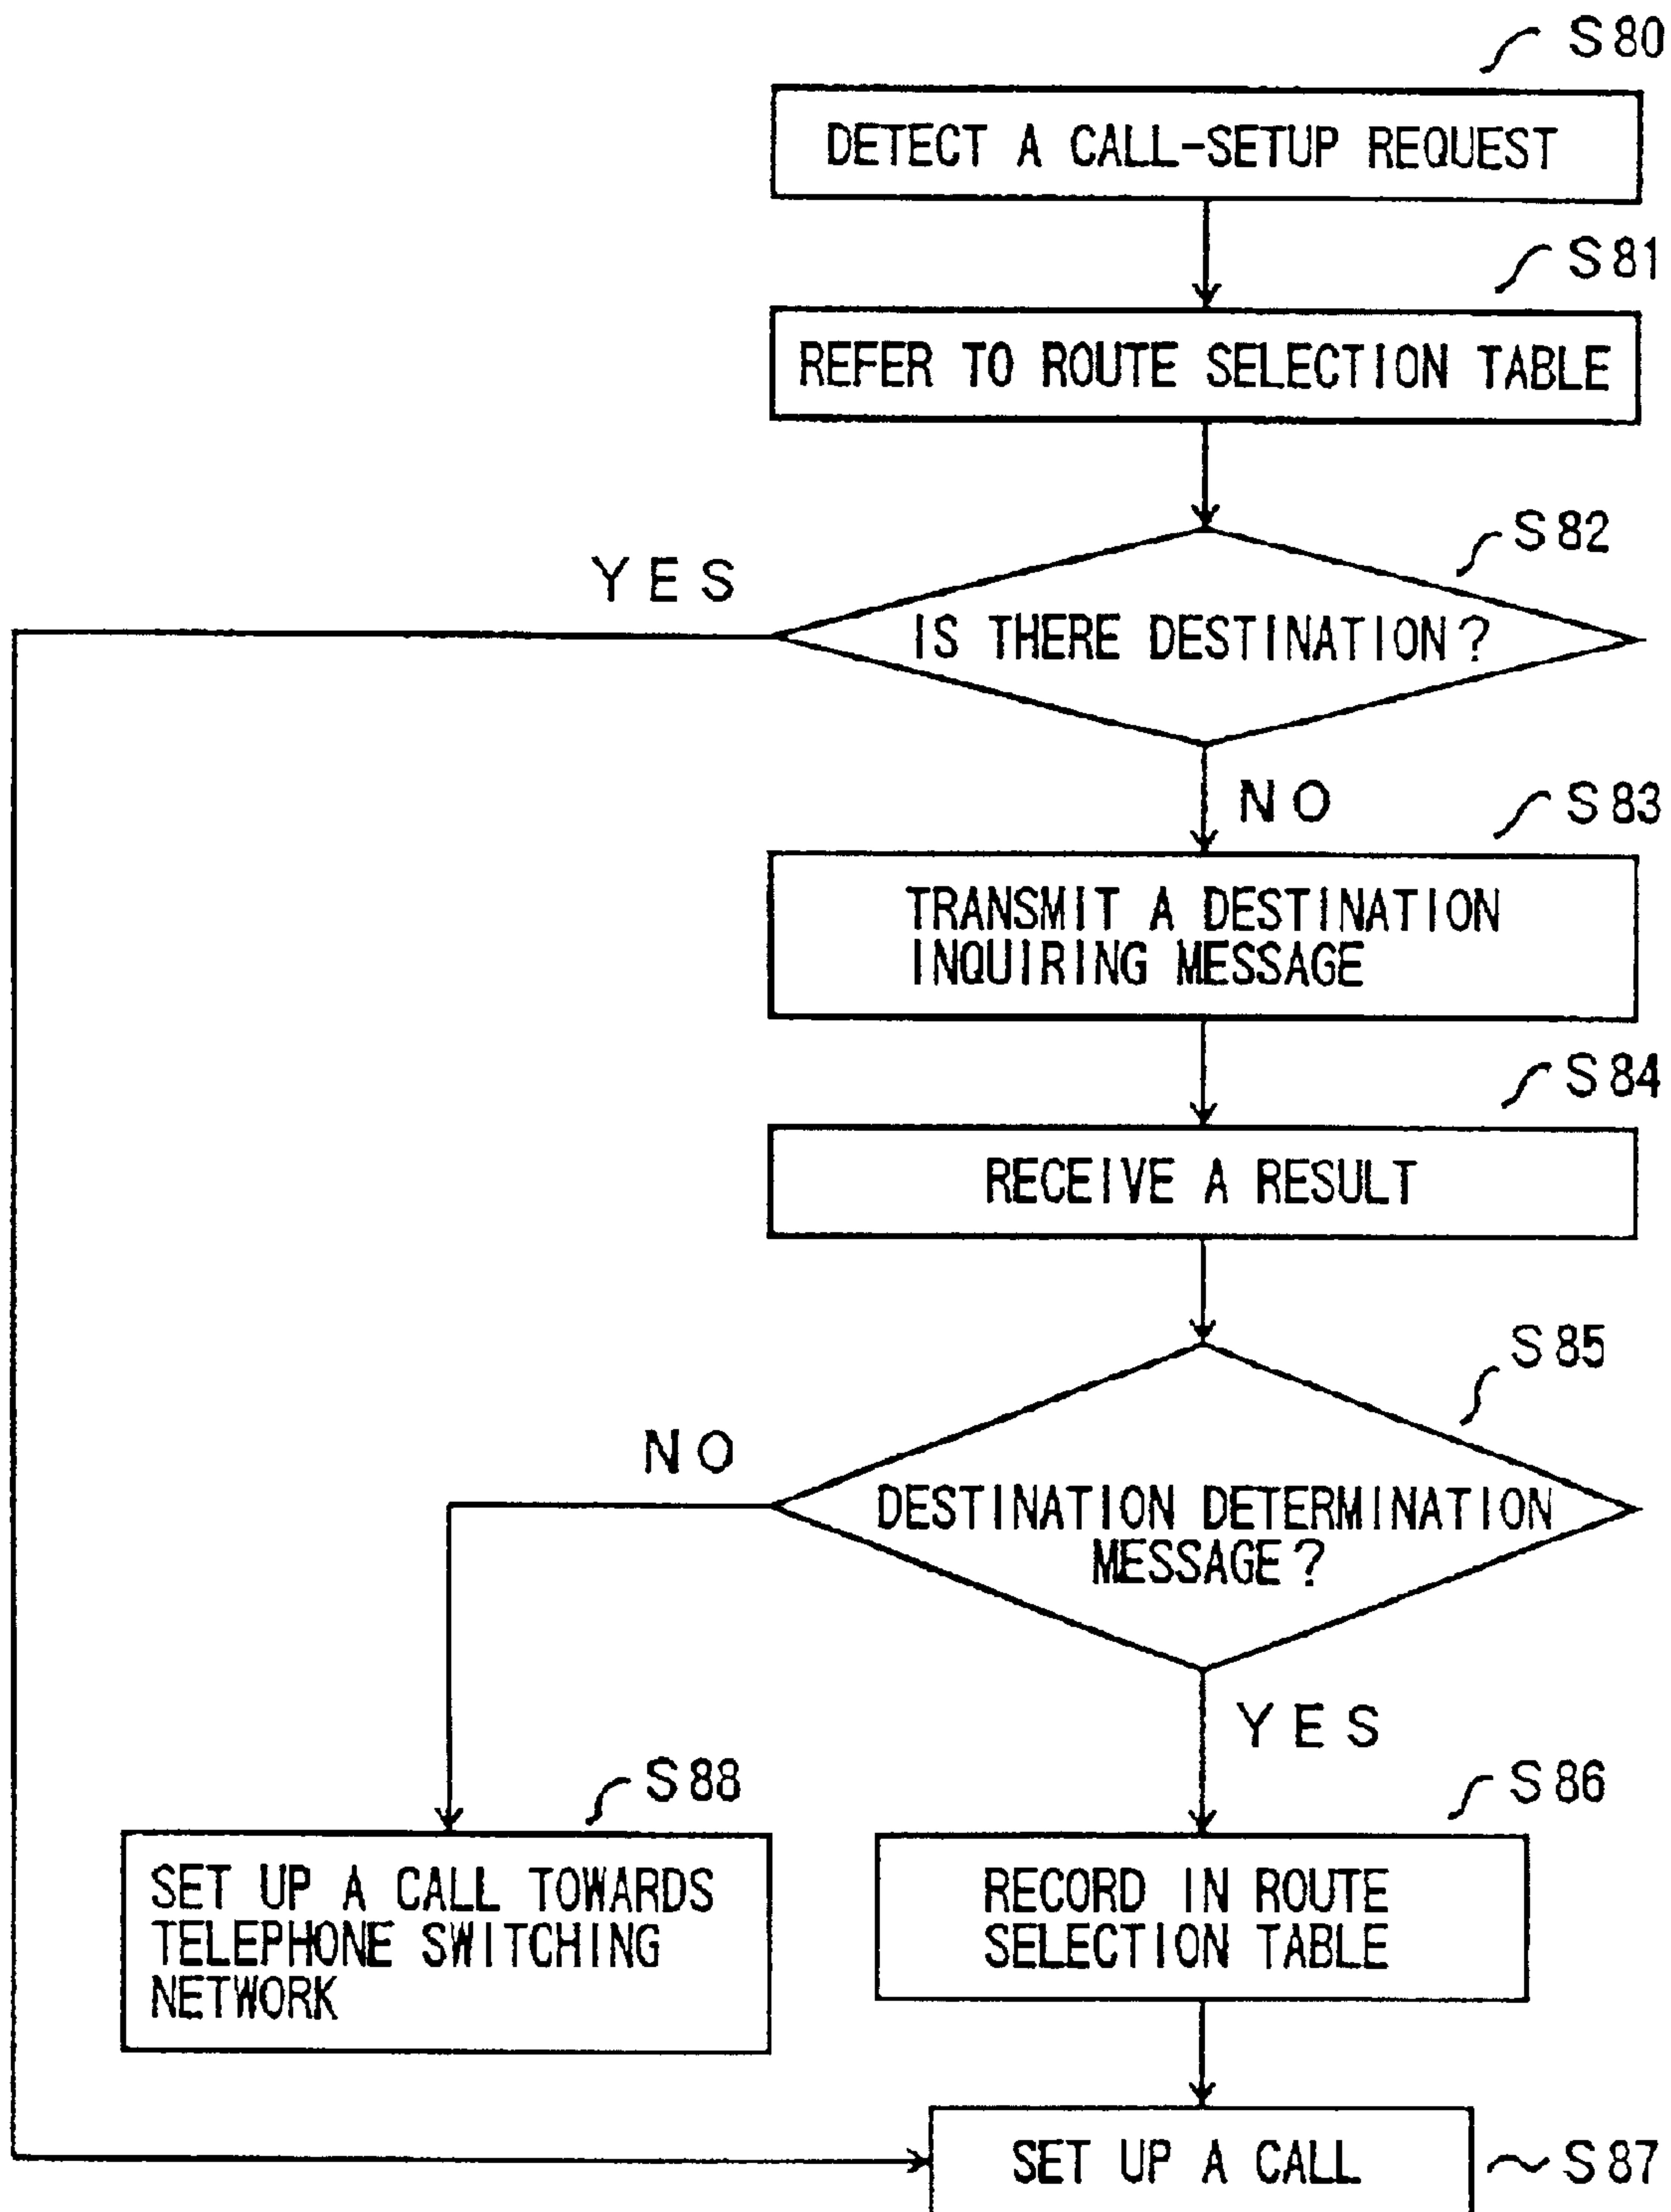 S80
DETECT A CALL-SETUP REQUEST
S81
REFER TO ROUTE SELECTION TABLE
S82
YES
IS THERE DESTINATION?
NO
S83
TRANSMIT A DESTINATION
INQUIRING MESSAGE
S84
RECEIVE A RESULT
S85
NO
DESTINATION DETERMINATION
MESSAGE?
YES
S88
S86
SET UP A CALL TOWARDS
TELEPHONE SWITCHING
NETWORK
RECORD IN ROUTE
SELECTION TABLE
SET UP A CALL
S87